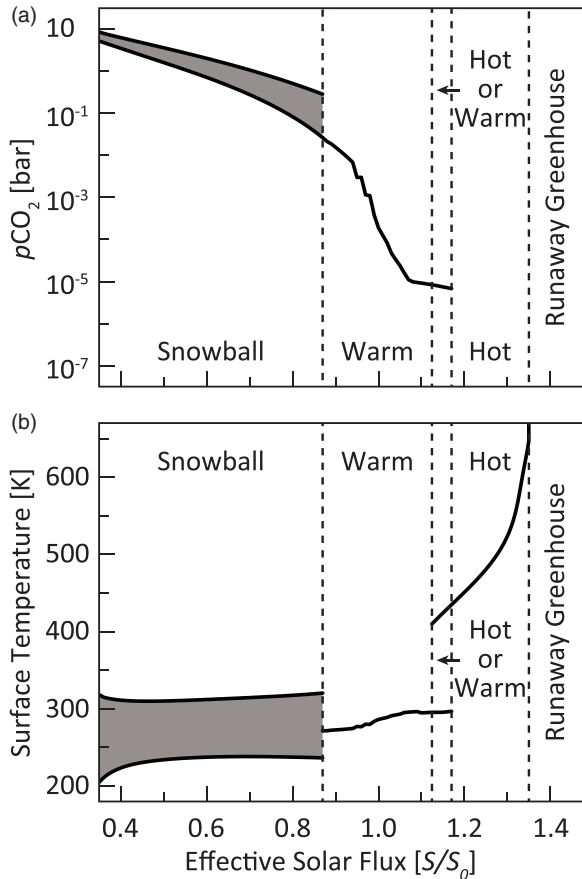 (a)
10
10⁻¹
10⁻³
10⁻⁵
10⁻⁷
pCO₂ [bar]
Snowball
Warm
Hot
or
Warm
Hot
Runaway Greenhouse
(b)
600
500
400
300
200
Surface Temperature [K]
Snowball
Warm
Hot
Hot
or
Warm
Runaway Greenhouse
0.4
0.6
0.8
1.0
1.2
1.4
Effective Solar Flux [S/S₀]